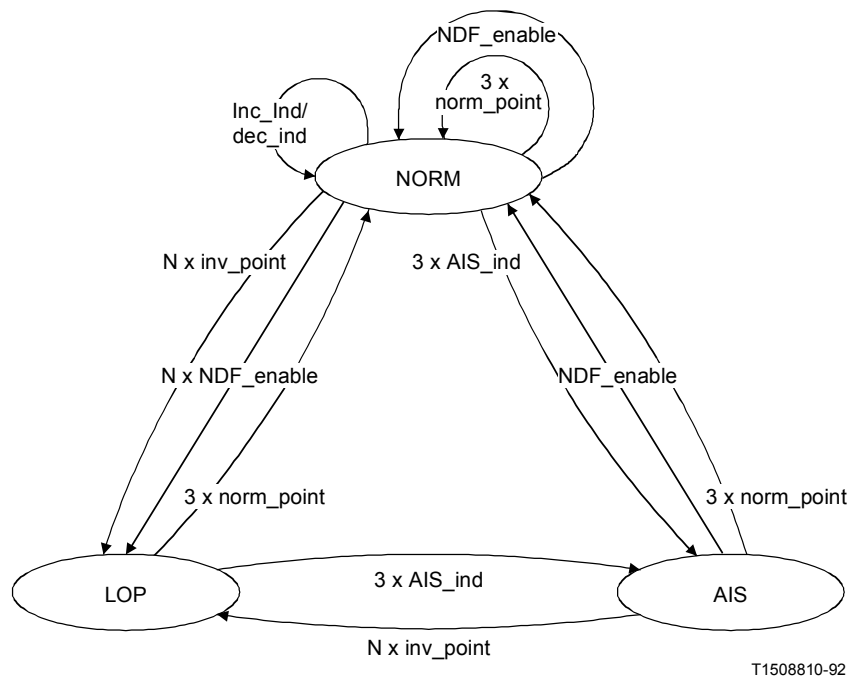 NDF_enable
3 x
norm_point
Inc_Ind/
dec_ind
NORM
N x inv_point
3 x AIS_ind
N x NDF_enable
NDF_enable
3 x norm_point
3 x norm_point
LOP
3 x AIS_ind
AIS
N x inv_point
T1508810-92